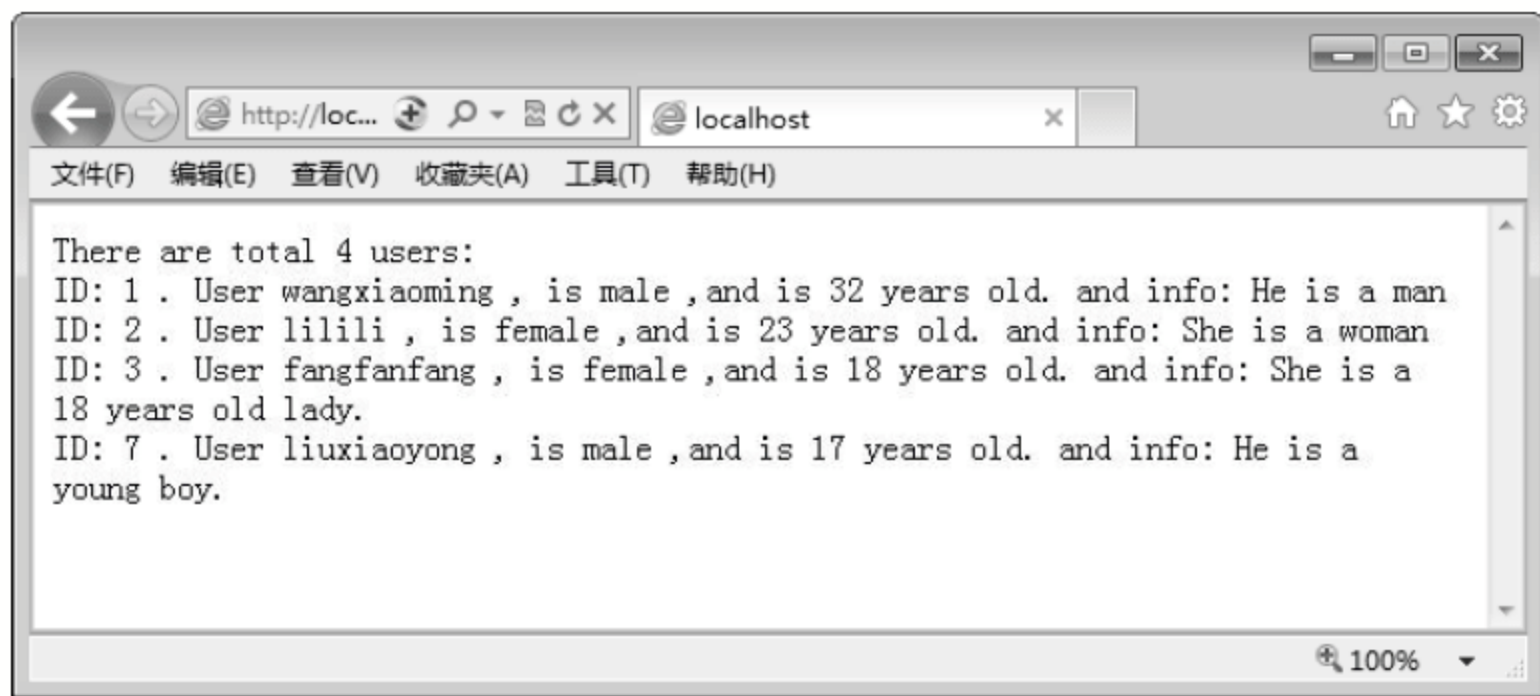 http://loc...
localhost
文件(F) 编辑(E) 查看(V) 收藏夹(A) 工具(T) 帮助(H)
There are total 4 users:
ID: 1 . User wangxiaoming , is male ,and is 32 years old. and info: He is a man
ID: 2 . User lilili , is female ,and is 23 years old. and info: She is a woman
ID: 3 . User fangfanfang , is female ,and is 18 years old. and info: She is a
18 years old lady.
ID: 7 . User liuxiaoyong , is male ,and is 17 years old. and info: He is a
young boy.
100%